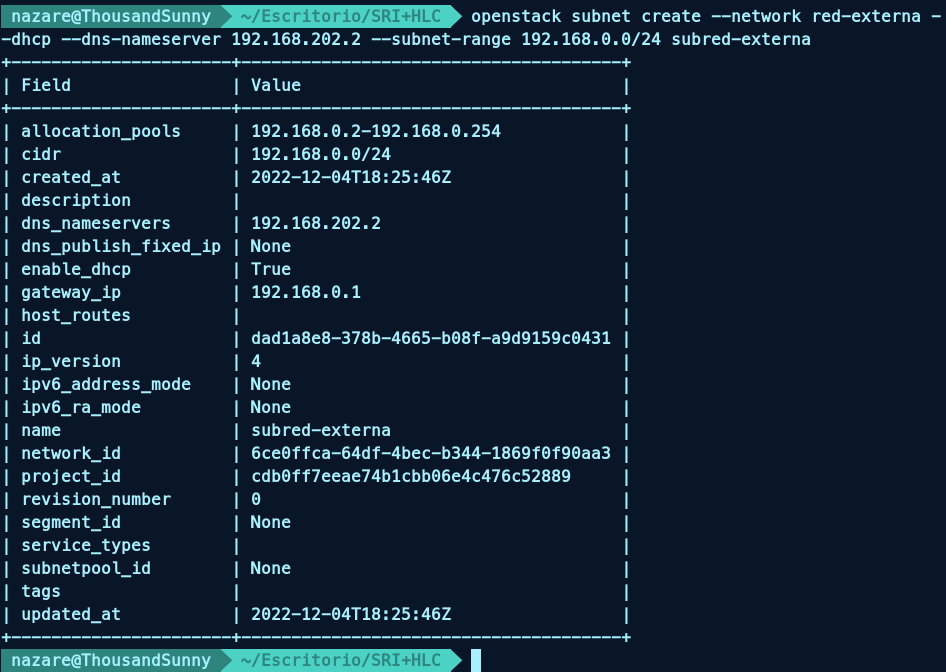 nazare@ThousandSunny ~/Escritorio/SRI+HLC openstack subnet create --network red-externa -
-dhcp --dns-nameserver 192.168.202.2 --subnet-range 192.168.0.0/24 subred-externa
+----------------------+--------------------------------------+
| Field                | Value                                |
+----------------------+--------------------------------------+
| allocation_pools     | 192.168.0.2-192.168.0.254            |
| cidr                 | 192.168.0.0/24                       |
| created_at           | 2022-12-04T18:25:46Z                 |
| description          |                                      |
| dns_nameservers      | 192.168.202.2                        |
| dns_publish_fixed_ip | None                                 |
| enable_dhcp          | True                                 |
| gateway_ip           | 192.168.0.1                          |
| host_routes          |                                      |
| id                   | dad1a8e8-378b-4665-b08f-a9d9159c0431 |
| ip_version           | 4                                    |
| ipv6_address_mode    | None                                 |
| ipv6_ra_mode         | None                                 |
| name                 | subred-externa                       |
| network_id           | 6ce0ffca-64df-4bec-b344-1869f0f90aa3 |
| project_id           | cdb0ff7eeae74b1cbb06e4c476c52889     |
| revision_number      | 0                                    |
| segment_id           | None                                 |
| service_types        |                                      |
| subnetpool_id        | None                                 |
| tags                 |                                      |
| updated_at           | 2022-12-04T18:25:46Z                 |
+----------------------+--------------------------------------+
nazare@ThousandSunny ~/Escritorio/SRI+HLC